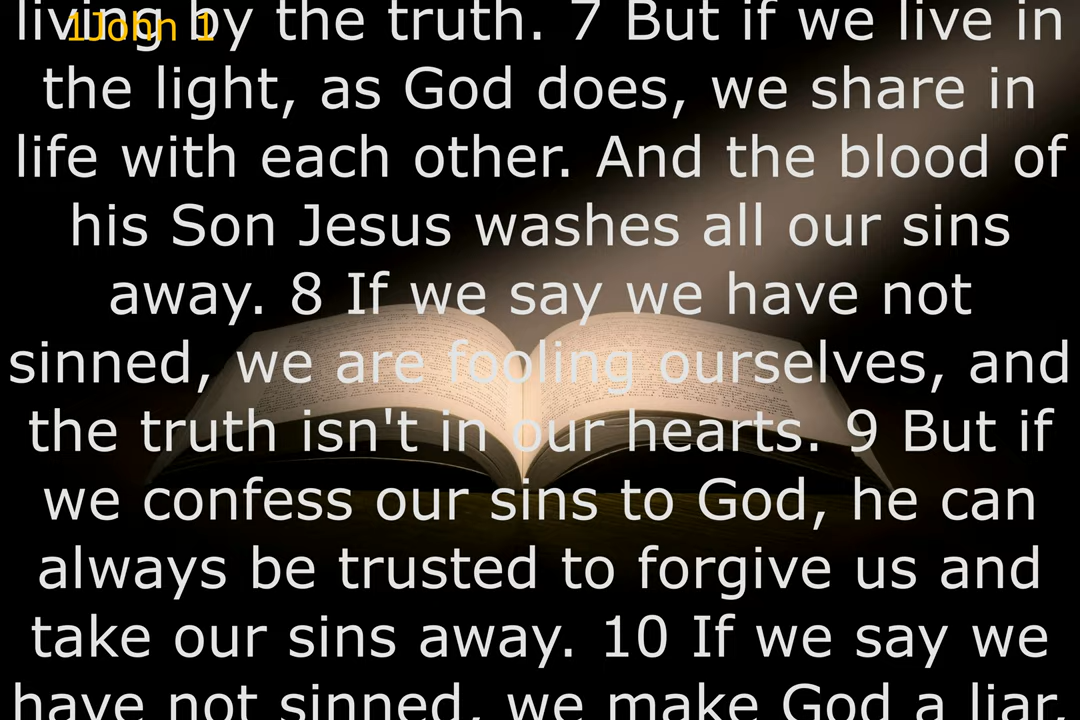 1John 1
living by the truth. 7 But if we live in
the light, as God does, we share in
life with each other. And the blood of
his Son Jesus washes all our sins
away. 8 If we say we have not
sinned, we are fooling ourselves, and
the truth isn't in our hearts. 9 But if
we confess our sins to God, he can
always be trusted to forgive us and
take our sins away. 10 If we say we
have not sinned, we make God a liar,